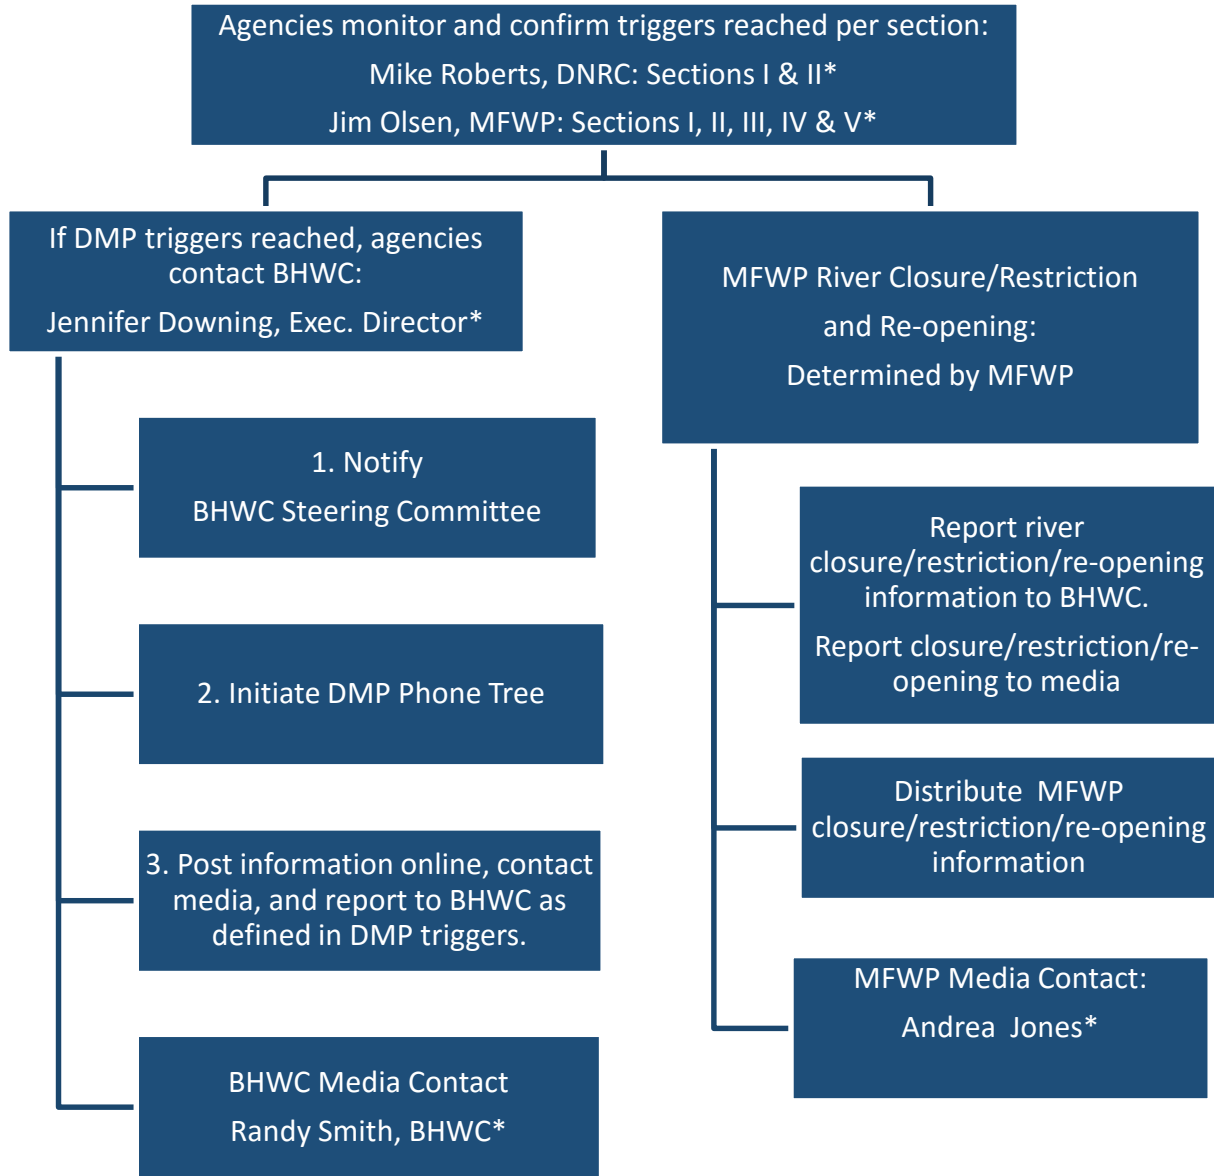 Agencies monitor and confirm triggers reached per section:
Mike Roberts, DNRC: Sections I & II*
Jim Olsen, MFWP: Sections I, II, III, IV & V*
If DMP triggers reached, agencies
contact BHWC:
Jennifer Downing, Exec. Director*
1. Notify
BHWC Steering Committee
2. Initiate DMP Phone Tree
3. Post information online, contact
media, and report to BHWC as
defined in DMP triggers.
BHWC Media Contact
Randy Smith, BHWC*
MFWP River Closure/Restriction
and Re-opening:
Determined by MFWP
Report river
closure/restriction/re-opening
information to BHWC.
Report closure/restriction/re-
opening to media
Distribute MFWP
closure/restriction/re-opening
information
MFWP Media Contact:
Andrea Jones*